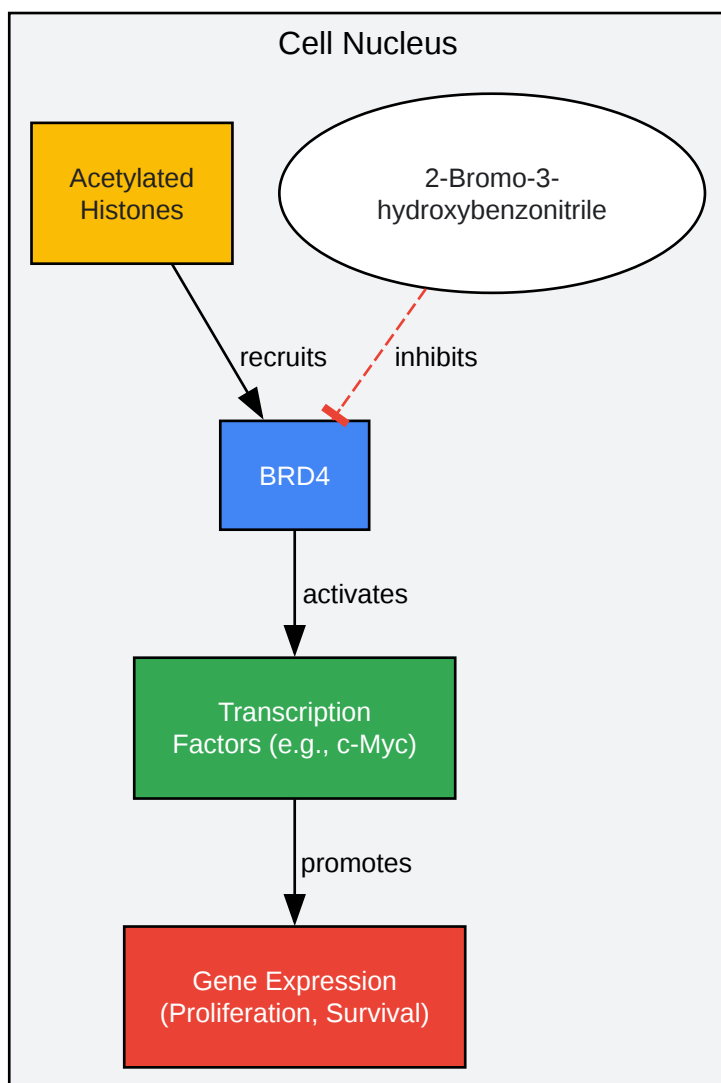 Cell Nucleus
Acetylated
Histones
2-Bromo-3-
hydroxybenzonitrile
recruits
inhibits
BRD4
activates
Transcription
Factors (e.g., c-Myc)
promotes
Gene Expression
(Proliferation, Survival)